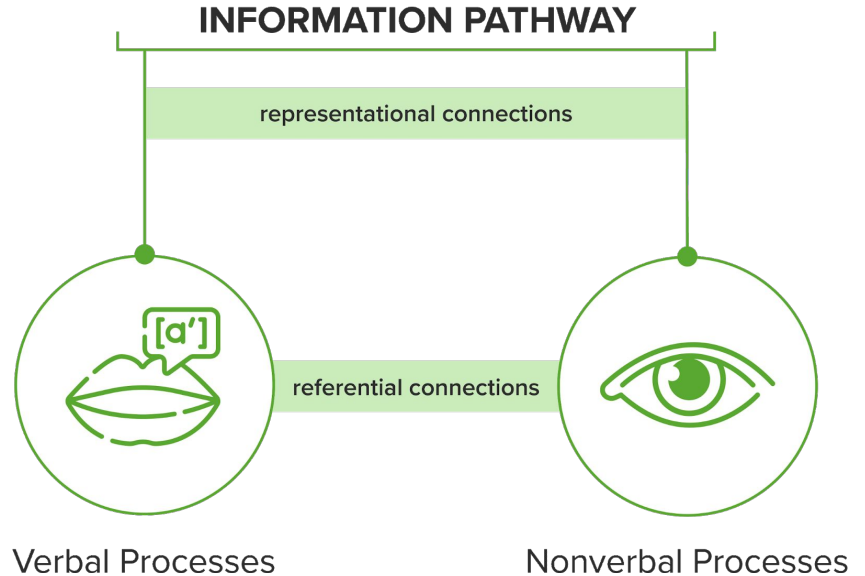 INFORMATION PATHWAY
representational connections
[a′]
referential connections
Verbal Processes
Nonverbal Processes